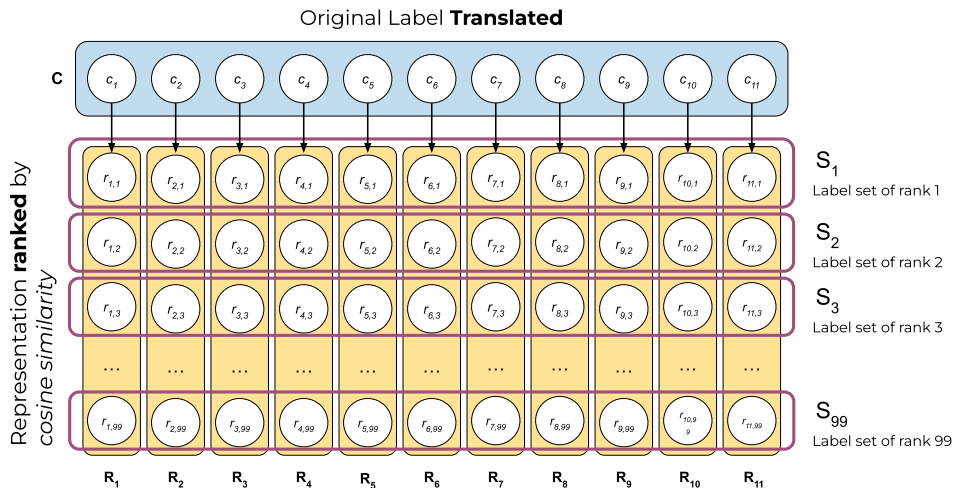 Original Label Translated
C c1 c2 c3 c4 c5 c6 c7 c8 c9 c10 c11
Representation ranked by
cosine similarity
r1,1 r2,1 r3,1 r4,1 r5,1 r6,1 r7,1 r8,1 r9,1 r10,1 r11,1 S1
Label set of rank 1
r1,2 r2,2 r3,2 r4,2 r5,2 r6,2 r7,2 r8,2 r9,2 r10,2 r11,2 S2
Label set of rank 2
r1,3 r2,3 r3,3 r4,3 r5,3 r6,3 r7,3 r8,3 r9,3 r10,3 r11,3 S3
Label set of rank 3
... ... ... ... ... ... ... ... ... ... ...
r1,99 r2,99 r3,99 r4,99 r5,99 r6,99 r7,99 r8,99 r9,99 r10,99 r11,99 S99
Label set of rank 99
R1 R2 R3 R4 R5 R6 R7 R8 R9 R10 R11